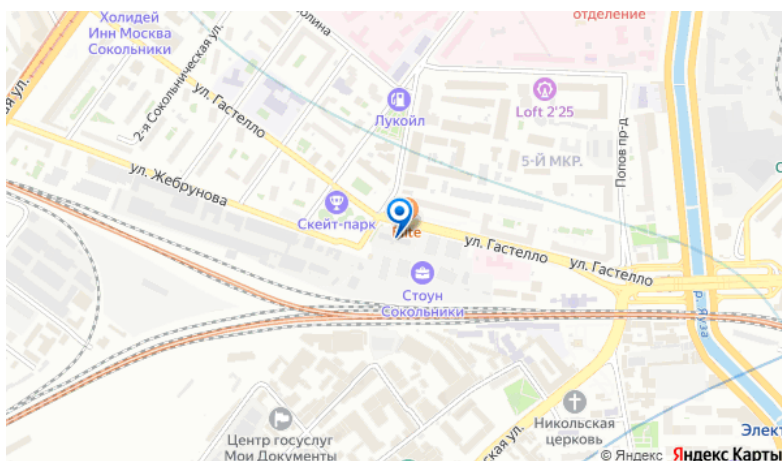 отделение
Холидей
Инн Москва
Сокольники
2-я Сокольническая ул.
ул. Гастелло
Лукойл
Loft 2'25
5-Й МКР.
Попов пр-д
ул. Жебрунова
Скейт-парк
ул. Гастелло
ул. Гастелло
Стоун
Сокольники
р. Яуза
Никольская
церковь
Центр госуслуг
Мои Документы
Элект
© Яндекс Яндекс Карты